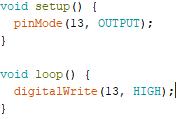 void setup() {
  pinMode(13, OUTPUT);
}

void loop() {
  digitalWrite(13, HIGH);
}